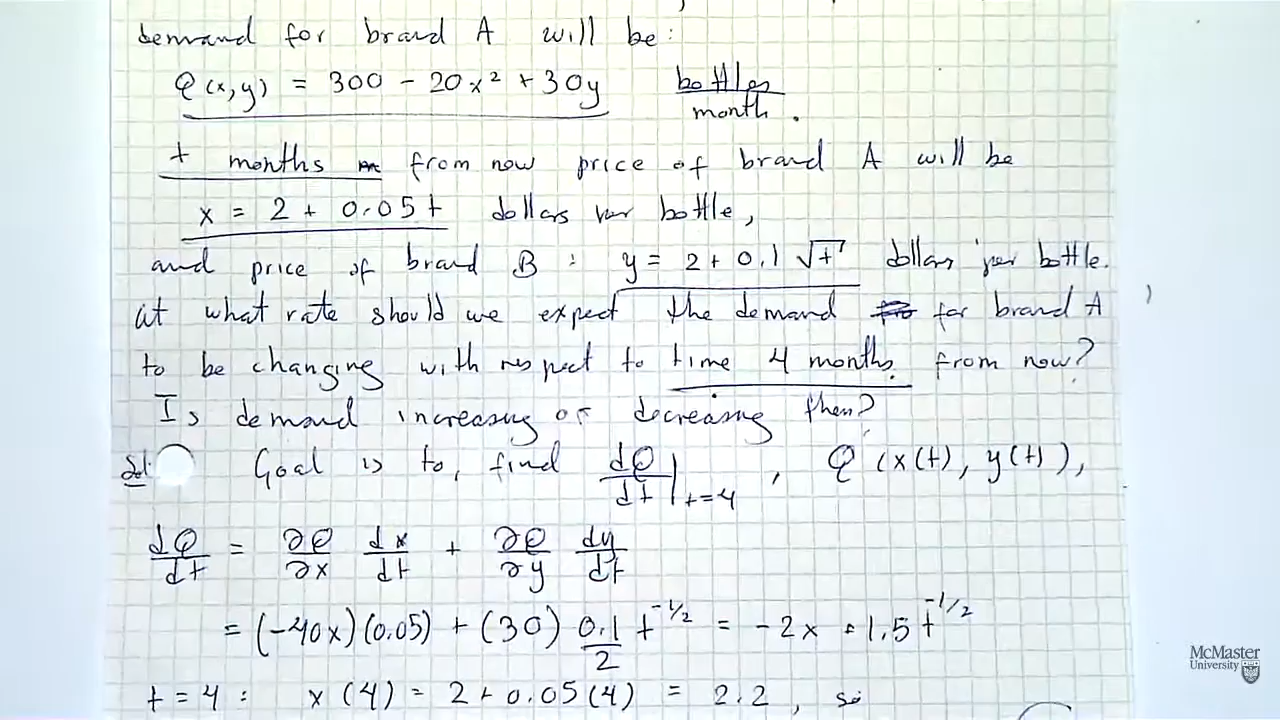 demand for brand A will be:
Q(x,y) = 300 - 20x² + 30y bottles/month.
t months from now price of brand A will be
x = 2 + 0.05t dollars per bottle,
and price of brand B : y = 2 + 0.1 √t dollars per bottle.
At what rate should we expect the demand for brand A
to be changing with respect to time 4 months from now?
Is demand increasing or decreasing then?
Sol: Goal is to find dQ/dt|t=4 , Q (x(t), y(t)),
dQ/dt = ∂Q/∂x dx/dt + ∂Q/∂y dy/dt
= (-40x)(0.05) + (30) 0.1/2 t^-1/2 = -2x + 1.5 t^-1/2
t = 4 : x(4) = 2 + 0.05(4) = 2.2 , so
McMaster
University